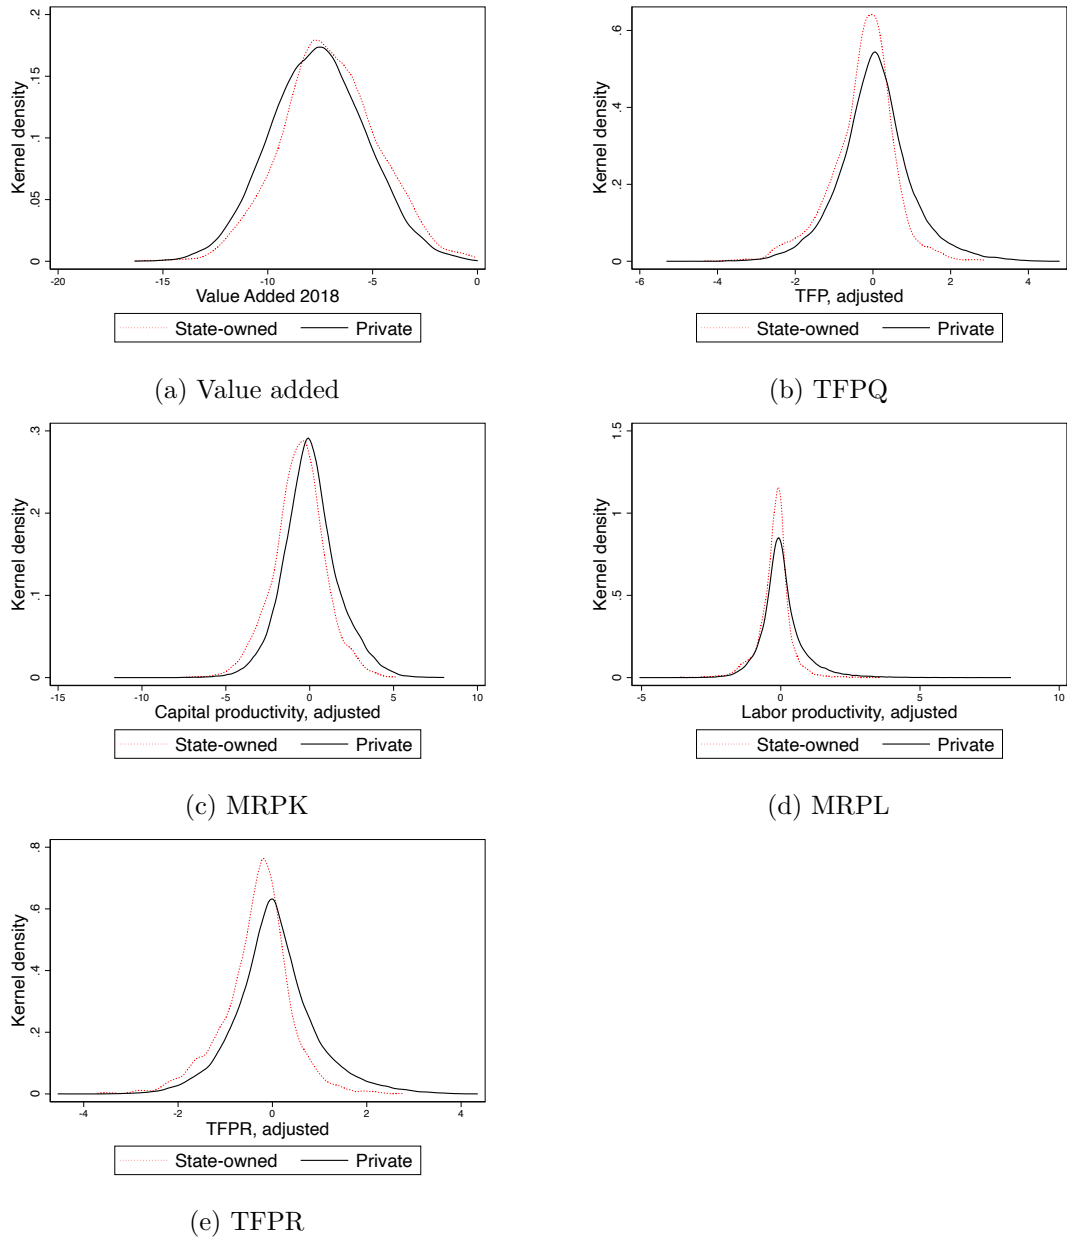 Kernel density
0 .05 .1 .15 .2
-20 -15 -10 -5 0
Value Added 2018
State-owned Private
(a) Value added
Kernel density
0 .2 .4 .6
-6 -4 -2 0 2 4
TFP, adjusted
State-owned Private
(b) TFPQ
Kernel density
0 .1 .2 .3
-15 -10 -5 0 5 10
Capital productivity, adjusted
State-owned Private
(c) MRPK
Kernel density
0 .5 1 1.5
-5 0 5 10
Labor productivity, adjusted
State-owned Private
(d) MRPL
Kernel density
0 .2 .4 .6 .8
-4 -2 0 2 4
TFPR, adjusted
State-owned Private
(e) TFPR